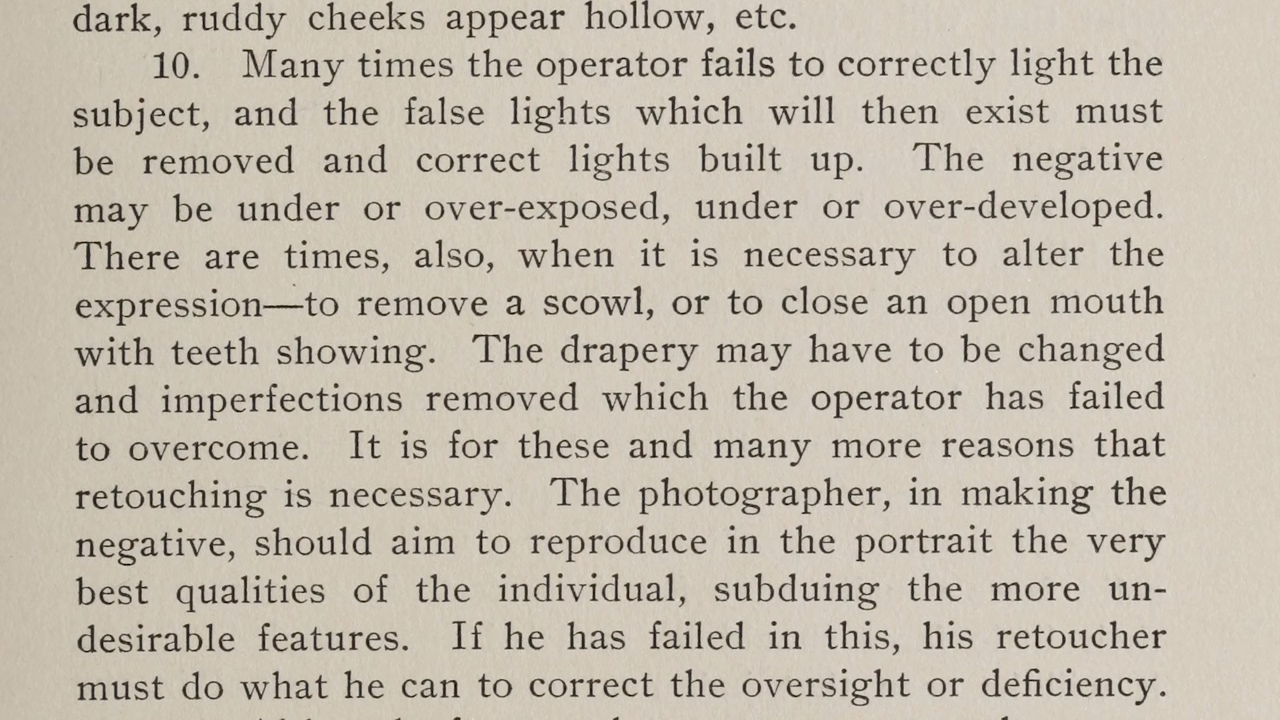 dark, ruddy cheeks appear hollow, etc.
10. Many times the operator fails to correctly light the
subject, and the false lights which will then exist must
be removed and correct lights built up. The negative
may be under or over-exposed, under or over-developed.
There are times, also, when it is necessary to alter the
expression—to remove a scowl, or to close an open mouth
with teeth showing. The drapery may have to be changed
and imperfections removed which the operator has failed
to overcome. It is for these and many more reasons that
retouching is necessary. The photographer, in making the
negative, should aim to reproduce in the portrait the very
best qualities of the individual, subduing the more un-
desirable features. If he has failed in this, his retoucher
must do what he can to correct the oversight or deficiency.